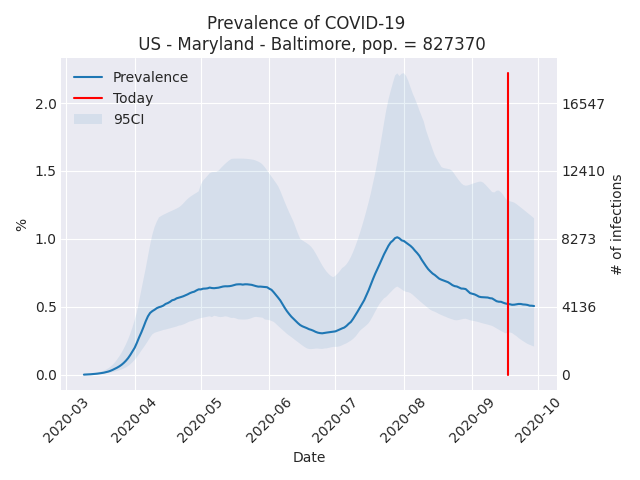 Prevalence of COVID-19
US - Maryland - Baltimore, pop. = 827370
Prevalence
Today
95CI
2.0
1.5
1.0
0.5
0.0
%
16547
12410
8273
4136
0
# of infections
2020-03
2020-04
2020-05
2020-06
2020-07
2020-08
2020-09
2020-10
Date